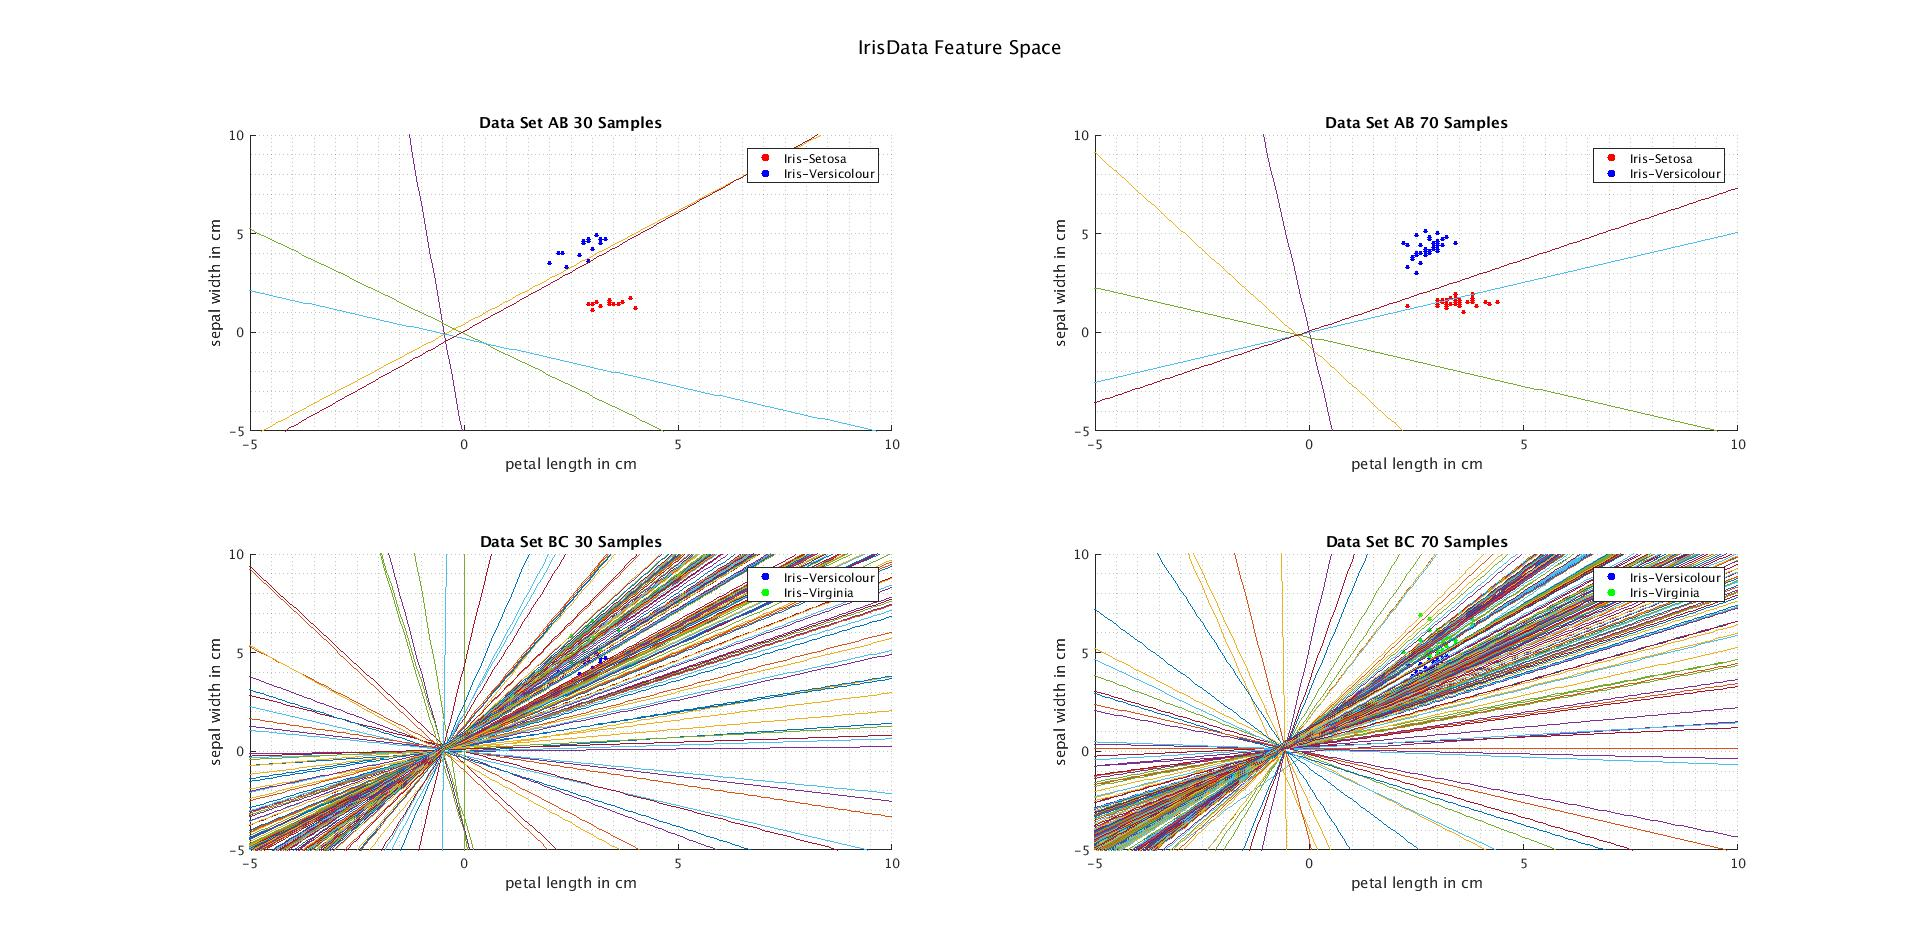 IrisData Feature Space
Data Set AB 30 Samples
10
5
0
−5
−5
0
5
10
sepal width in cm
petal length in cm
Iris−Setosa
Iris−Versicolour
Data Set AB 70 Samples
10
5
0
−5
−5
0
5
10
sepal width in cm
petal length in cm
Iris−Setosa
Iris−Versicolour
Data Set BC 30 Samples
10
5
0
−5
−5
0
5
10
sepal width in cm
petal length in cm
Iris−Versicolour
Iris−Virginia
Data Set BC 70 Samples
10
5
0
−5
−5
0
5
10
sepal width in cm
petal length in cm
Iris−Versicolour
Iris−Virginia